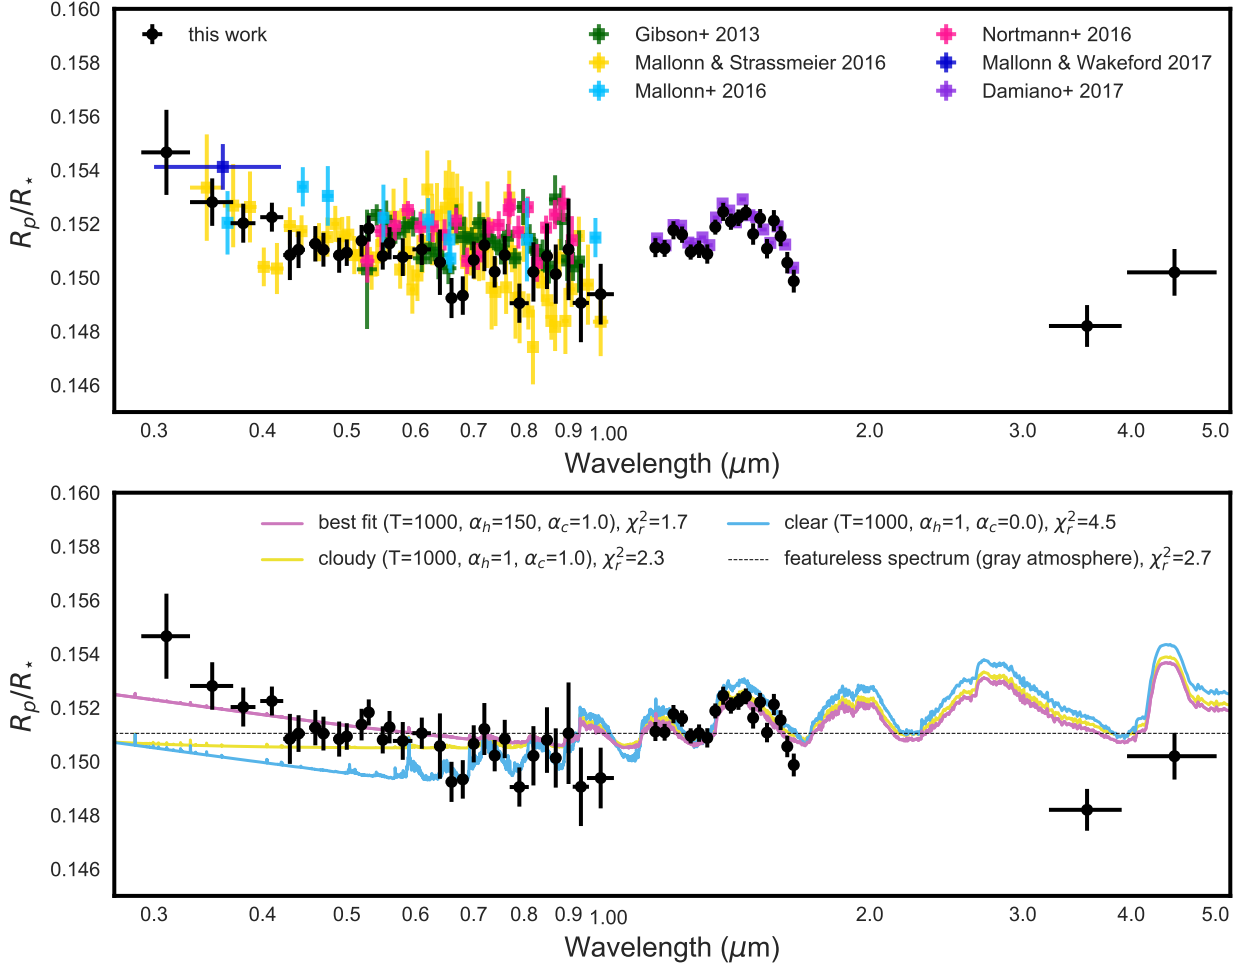 0.160
0.158
0.156
0.154
0.152
0.150
0.148
0.146
R_p/R_⋆
this work
Gibson+ 2013
Mallonn & Strassmeier 2016
Mallonn+ 2016
Nortmann+ 2016
Mallonn & Wakeford 2017
Damiano+ 2017
0.3 0.4 0.5 0.6 0.7 0.8 0.9 1.00 2.0 3.0 4.0 5.0
Wavelength (μm)
0.160
0.158
0.156
0.154
0.152
0.150
0.148
0.146
R_p/R_⋆
best fit (T=1000, α_h=150, α_c=1.0), χ_r^2=1.7
cloudy (T=1000, α_h=1, α_c=1.0), χ_r^2=2.3
clear (T=1000, α_h=1, α_c=0.0), χ_r^2=4.5
featureless spectrum (gray atmosphere), χ_r^2=2.7
0.3 0.4 0.5 0.6 0.7 0.8 0.9 1.00 2.0 3.0 4.0 5.0
Wavelength (μm)